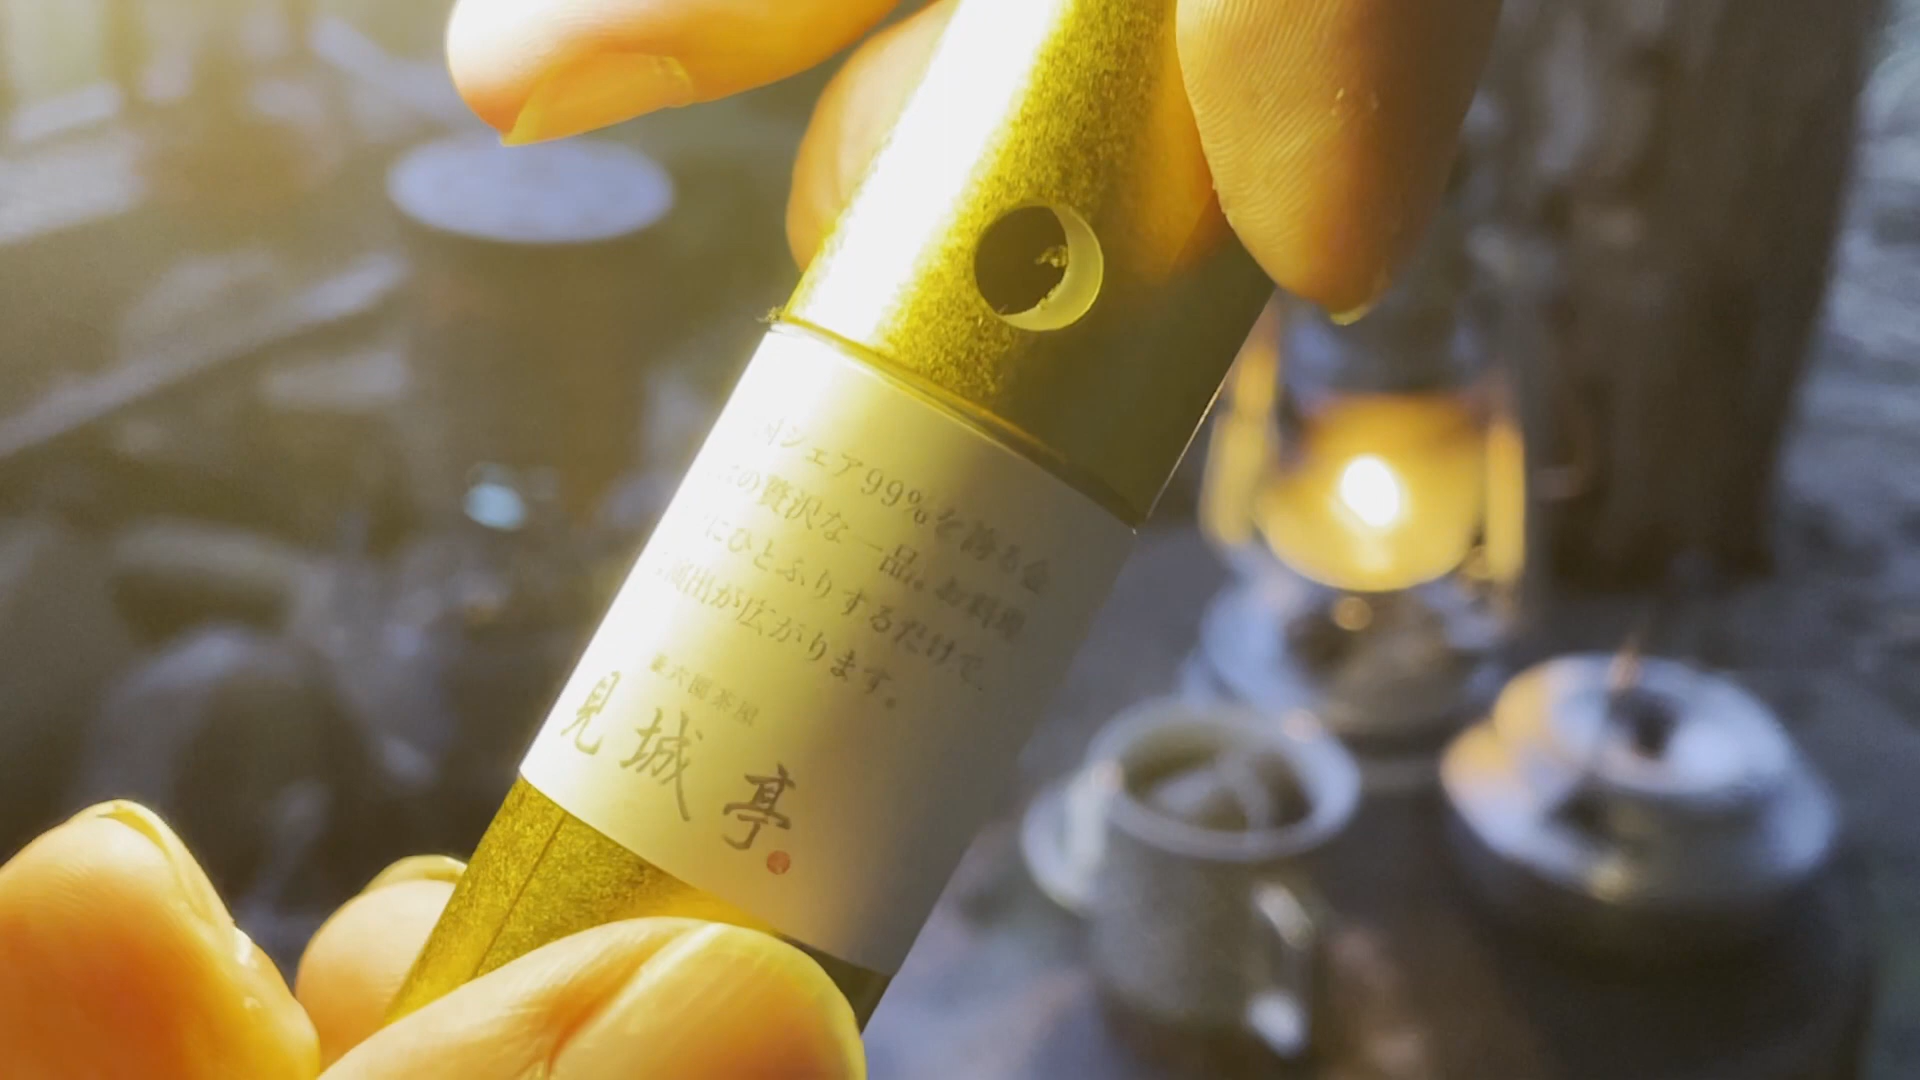 国シェア99%を誇る金
の贅沢な一品。お料理
にひとふりするだけで、
演出が広がります。
兼六園茶屋
見城亭